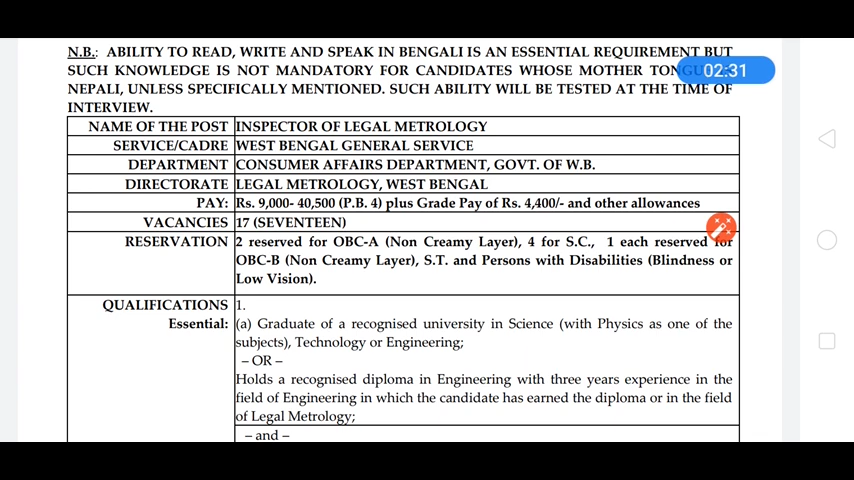 N.B.: ABILITY TO READ, WRITE AND SPEAK IN BENGALI IS AN ESSENTIAL REQUIREMENT BUT
SUCH KNOWLEDGE IS NOT MANDATORY FOR CANDIDATES WHOSE MOTHER
02:31
NEPALI, UNLESS SPECIFICALLY MENTIONED. SUCH ABILITY WILL BE TESTED AT THE TIME OF
INTERVIEW.
NAME OF THE POST INSPECTOR OF LEGAL METROLOGY
SERVICE/CADRE WEST BENGAL GENERAL SERVICE
DEPARTMENT CONSUMER AFFAIRS DEPARTMENT, GOVT. OF W.B.
DIRECTORATE LEGAL METROLOGY, WEST BENGAL
PAY: Rs. 9,000- 40,500 (P.B. 4) plus Grade Pay of Rs. 4,400/- and other allowances
VACANCIES 17 (SEVENTEEN)
RESERVATION 2 reserved for OBC-A (Non Creamy Layer), 4 for S.C., 1 each reserved for
OBC-B (Non Creamy Layer), S.T. and Persons with Disabilities (Blindness or
Low Vision).
QUALIFICATIONS 1.
Essential: (a) Graduate of a recognised university in Science (with Physics as one of the
subjects), Technology or Engineering;
– OR –
Holds a recognised diploma in Engineering with three years experience in the
field of Engineering in which the candidate has earned the diploma or in the field
of Legal Metrology;
– and –